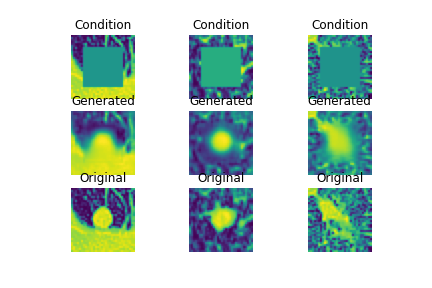 Condition Condition Condition
Generated Generated Generated
Original Original Original